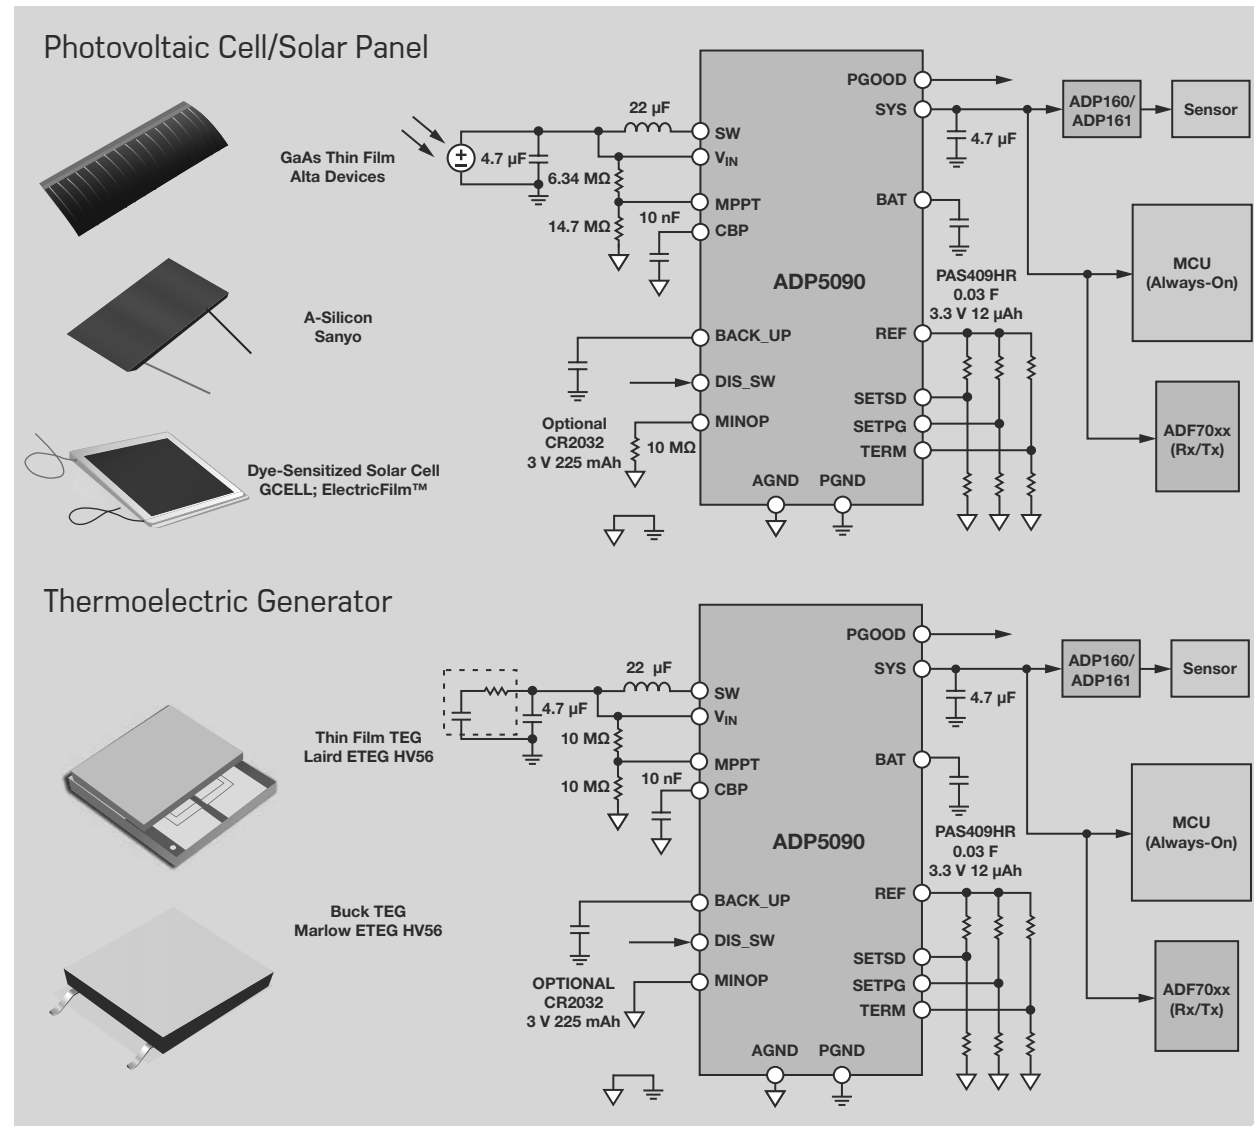 Photovoltaic Cell/Solar Panel
GaAs Thin Film
Alta Devices
A-Silicon
Sanyo
Dye-Sensitized Solar Cell
GCELL; ElectricFilm™
22 µF
4.7 µF
6.34 MΩ
14.7 MΩ
10 nF
SW
VIN
MPPT
CBP
ADP5090
BACK_UP
DIS_SW
MINOP
Optional
CR2032
3 V 225 mAh
10 MΩ
AGND
PGND
PGOOD
SYS
BAT
REF
SETSD
SETPG
TERM
4.7 µF
PAS409HR
0.03 F
3.3 V 12 µAh
ADP160/
ADP161
Sensor
MCU
(Always-On)
ADF70xx
(Rx/Tx)
Thermoelectric Generator
Thin Film TEG
Laird ETEG HV56
Buck TEG
Marlow ETEG HV56
22 µF
4.7 µF
10 MΩ
10 MΩ
10 nF
SW
VIN
MPPT
CBP
ADP5090
BACK_UP
DIS_SW
MINOP
OPTIONAL
CR2032
3 V 225 mAh
AGND
PGND
PGOOD
SYS
BAT
REF
SETSD
SETPG
TERM
4.7 µF
PAS409HR
0.03 F
3.3 V 12 µAh
ADP160/
ADP161
Sensor
MCU
(Always-On)
ADF70xx
(Rx/Tx)